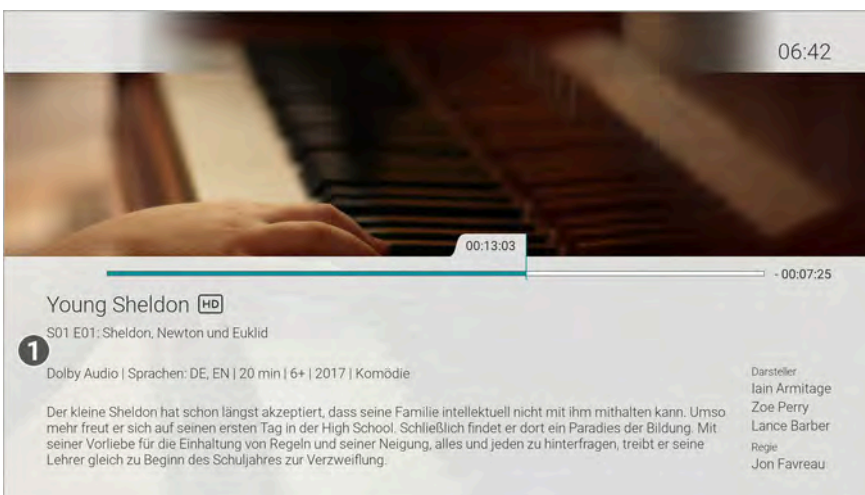 06:42
00:13:03
- 00:07:25
Young Sheldon HD
S01 E01: Sheldon, Newton und Euklid
1
Dolby Audio | Sprachen: DE, EN | 20 min | 6+ | 2017 | Komödie
Der kleine Sheldon hat schon längst akzeptiert, dass seine Familie intellektuell nicht mit ihm mithalten kann. Umso
mehr freut er sich auf seinen ersten Tag in der High School. Schließlich findet er dort ein Paradies der Bildung. Mit
seiner Vorliebe für die Einhaltung von Regeln und seiner Neigung, alles und jeden zu hinterfragen, treibt er seine
Lehrer gleich zu Beginn des Schuljahres zur Verzweiflung.
Darsteller
Iain Armitage
Zoe Perry
Lance Barber
Regie
Jon Favreau